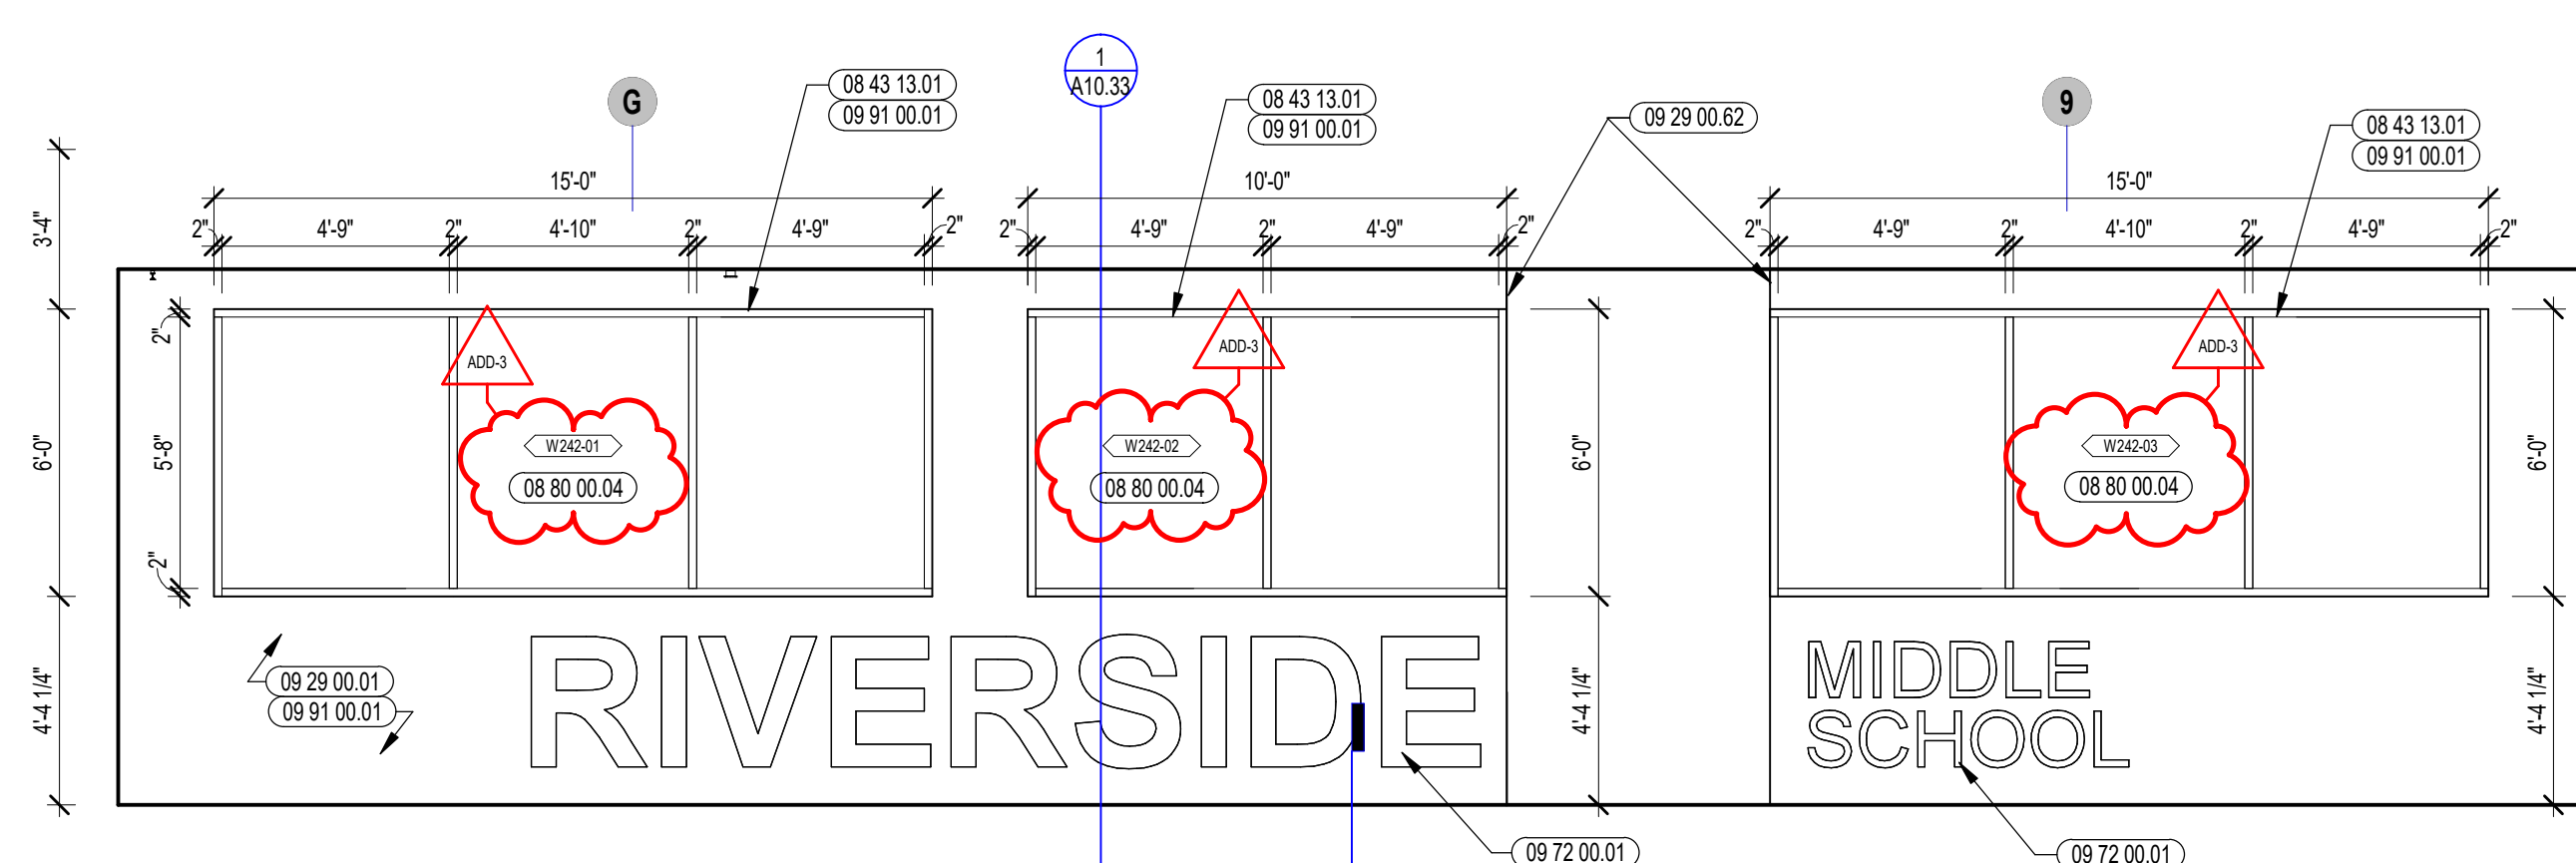 1
A10.33
G
9
08 43 13.01
09 91 00.01
08 43 13.01
09 91 00.01
09 29 00.62
08 43 13.01
09 91 00.01
15'-0"
10'-0"
15'-0"
2" 4'-9" 2" 4'-10" 2" 4'-9" 2"
2" 4'-9" 2" 4'-9" 2"
2" 4'-9" 2" 4'-10" 2" 4'-9" 2"
3'-4"
6'-0"
4'-4 1/4"
2"
5'-8"
2"
ADD-3
W242-01
08 80 00.04
ADD-3
W242-02
08 80 00.04
6'-0"
4'-4 1/4"
ADD-3
W242-03
08 80 00.04
6'-0"
4'-4 1/4"
09 29 00.01
09 91 00.01
RIVERSIDE
MIDDLE
SCHOOL
09 72 00.01
09 72 00.01